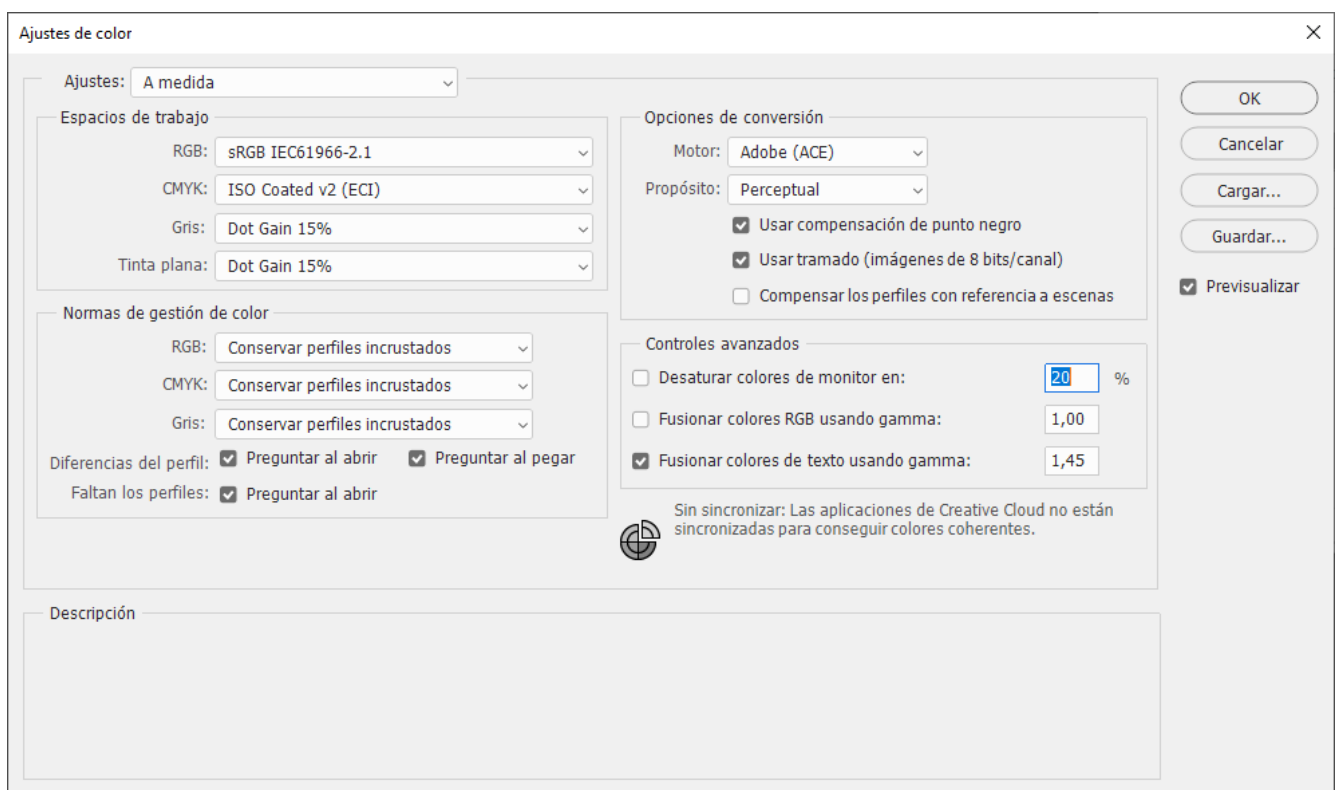 Ajustes de color
Ajustes: A medida
Espacios de trabajo
RGB: sRGB IEC61966-2.1
CMYK: ISO Coated v2 (ECI)
Gris: Dot Gain 15%
Tinta plana: Dot Gain 15%
Normas de gestión de color
RGB: Conservar perfiles incrustados
CMYK: Conservar perfiles incrustados
Gris: Conservar perfiles incrustados
Diferencias del perfil: Preguntar al abrir Preguntar al pegar
Faltan los perfiles: Preguntar al abrir
Opciones de conversión
Motor: Adobe (ACE)
Propósito: Perceptual
Usar compensación de punto negro
Usar tramado (imágenes de 8 bits/canal)
Compensar los perfiles con referencia a escenas
Controles avanzados
Desaturar colores de monitor en: 20 %
Fusionar colores RGB usando gamma: 1,00
Fusionar colores de texto usando gamma: 1,45
Sin sincronizar: Las aplicaciones de Creative Cloud no están
sincronizadas para conseguir colores coherentes.
OK
Cancelar
Cargar...
Guardar...
Previsualizar
Descripción